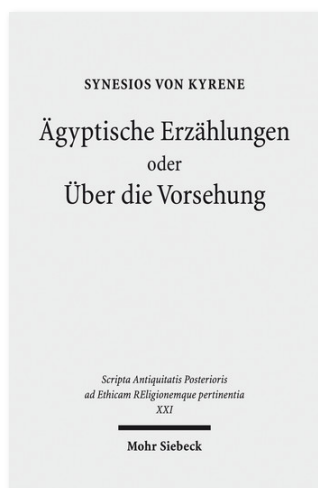 SYNESIOS VON KYRENE
Ägyptische Erzählungen
oder
Über die Vorsehung
Scripta Antiquitatis Posterioris
ad Ethicam REligionemque pertinentia
XXI
Mohr Siebeck